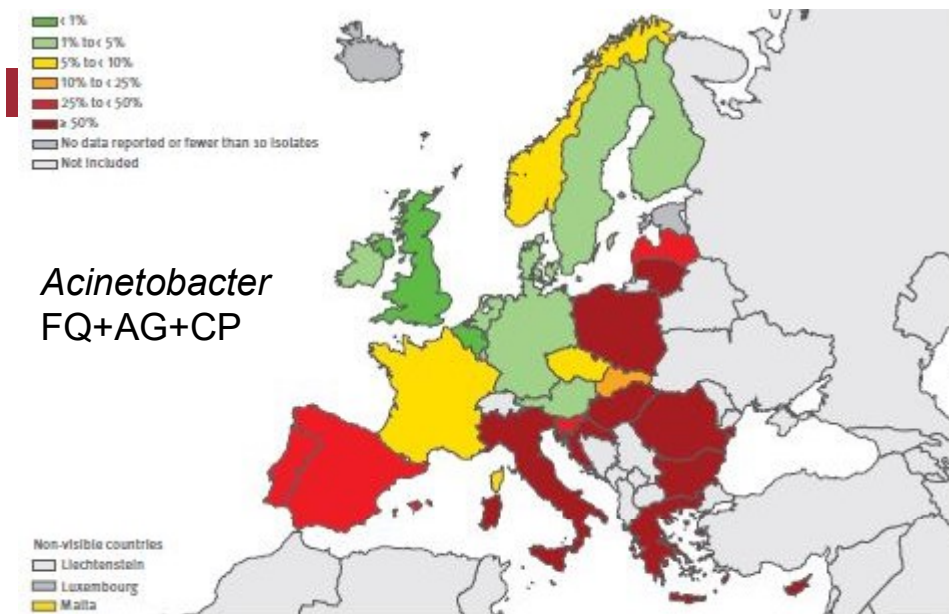 < 1%
1% to < 5%
5% to < 10%
10% to < 25%
25% to < 50%
≥ 50%
No data reported or fewer than 10 isolates
Not included
Acinetobacter
FQ+AG+CP
Non-visible countries
Liechtenstein
Luxembourg
Malta